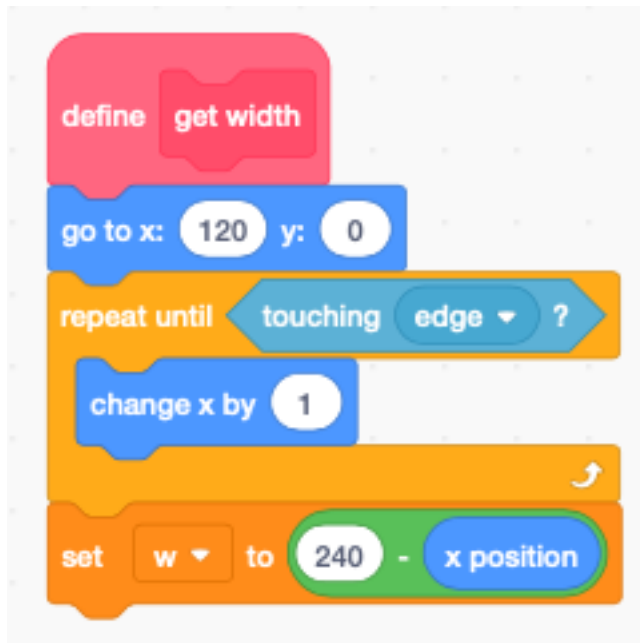 define get width
go to x: 120 y: 0
repeat until touching edge ?
change x by 1
set w to 240 - x position